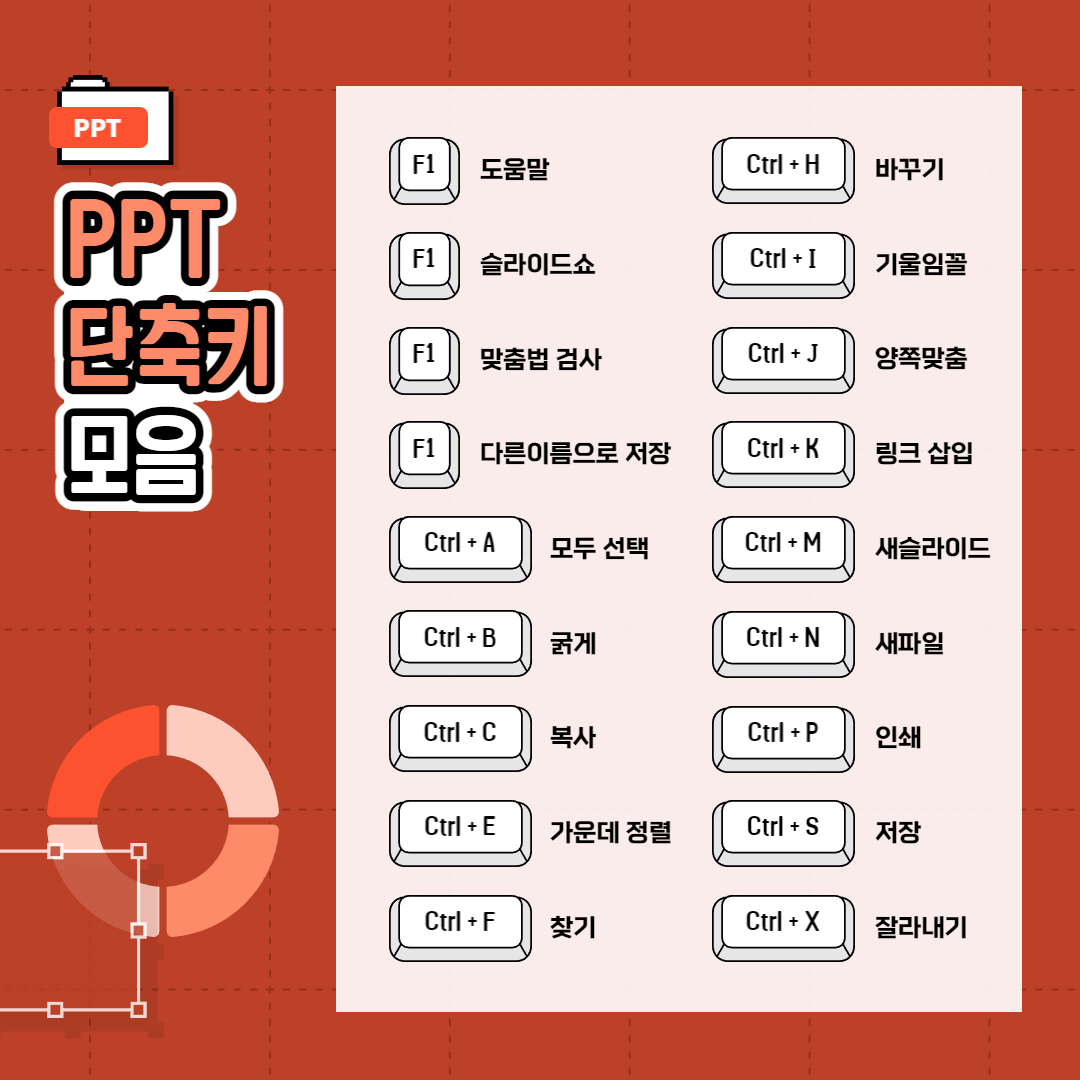 PPT
PPT
단축키
모음
F1 도움말
F1 슬라이드쇼
F1 맞춤법 검사
F1 다른이름으로 저장
Ctrl + A 모두 선택
Ctrl + B 굵게
Ctrl + C 복사
Ctrl + E 가운데 정렬
Ctrl + F 찾기
Ctrl + H 바꾸기
Ctrl + I 기울임꼴
Ctrl + J 양쪽맞춤
Ctrl + K 링크 삽입
Ctrl + M 새슬라이드
Ctrl + N 새파일
Ctrl + P 인쇄
Ctrl + S 저장
Ctrl + X 잘라내기